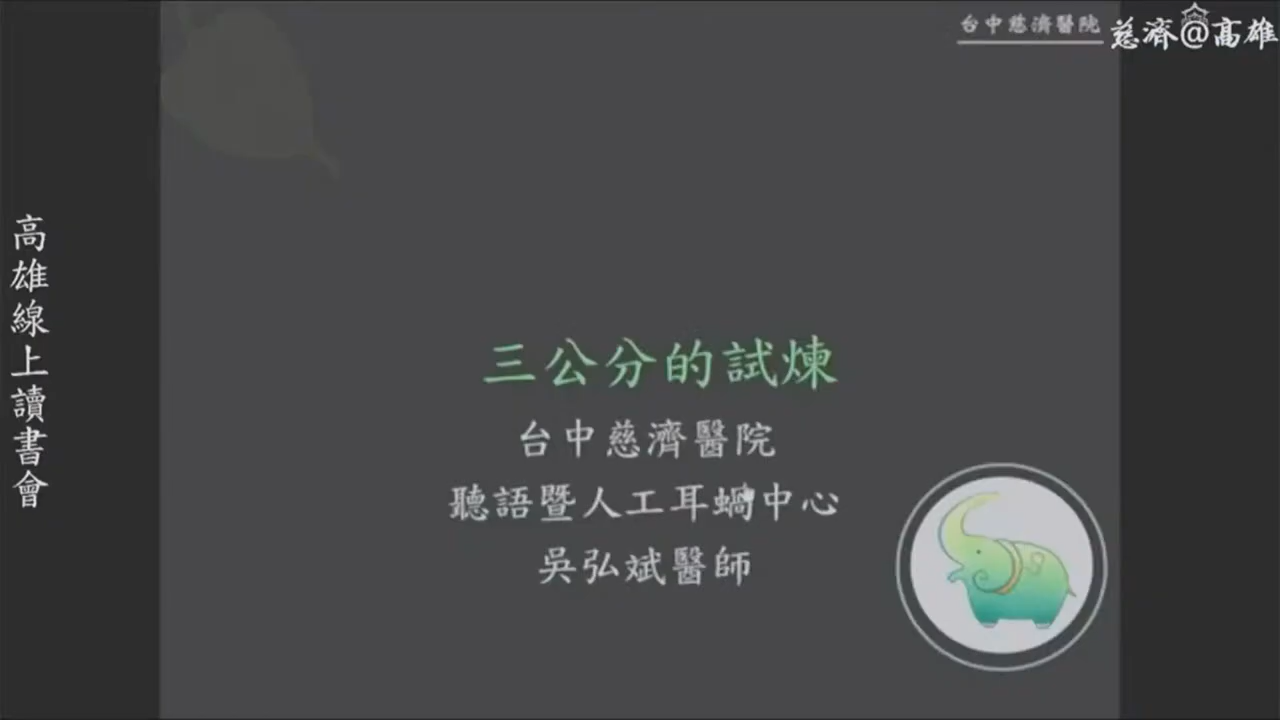 台中慈濟醫院
慈濟@高雄
高雄線上讀書會
三公分的試煉
台中慈濟醫院
聽語暨人工耳蝸中心
吳弘斌醫師